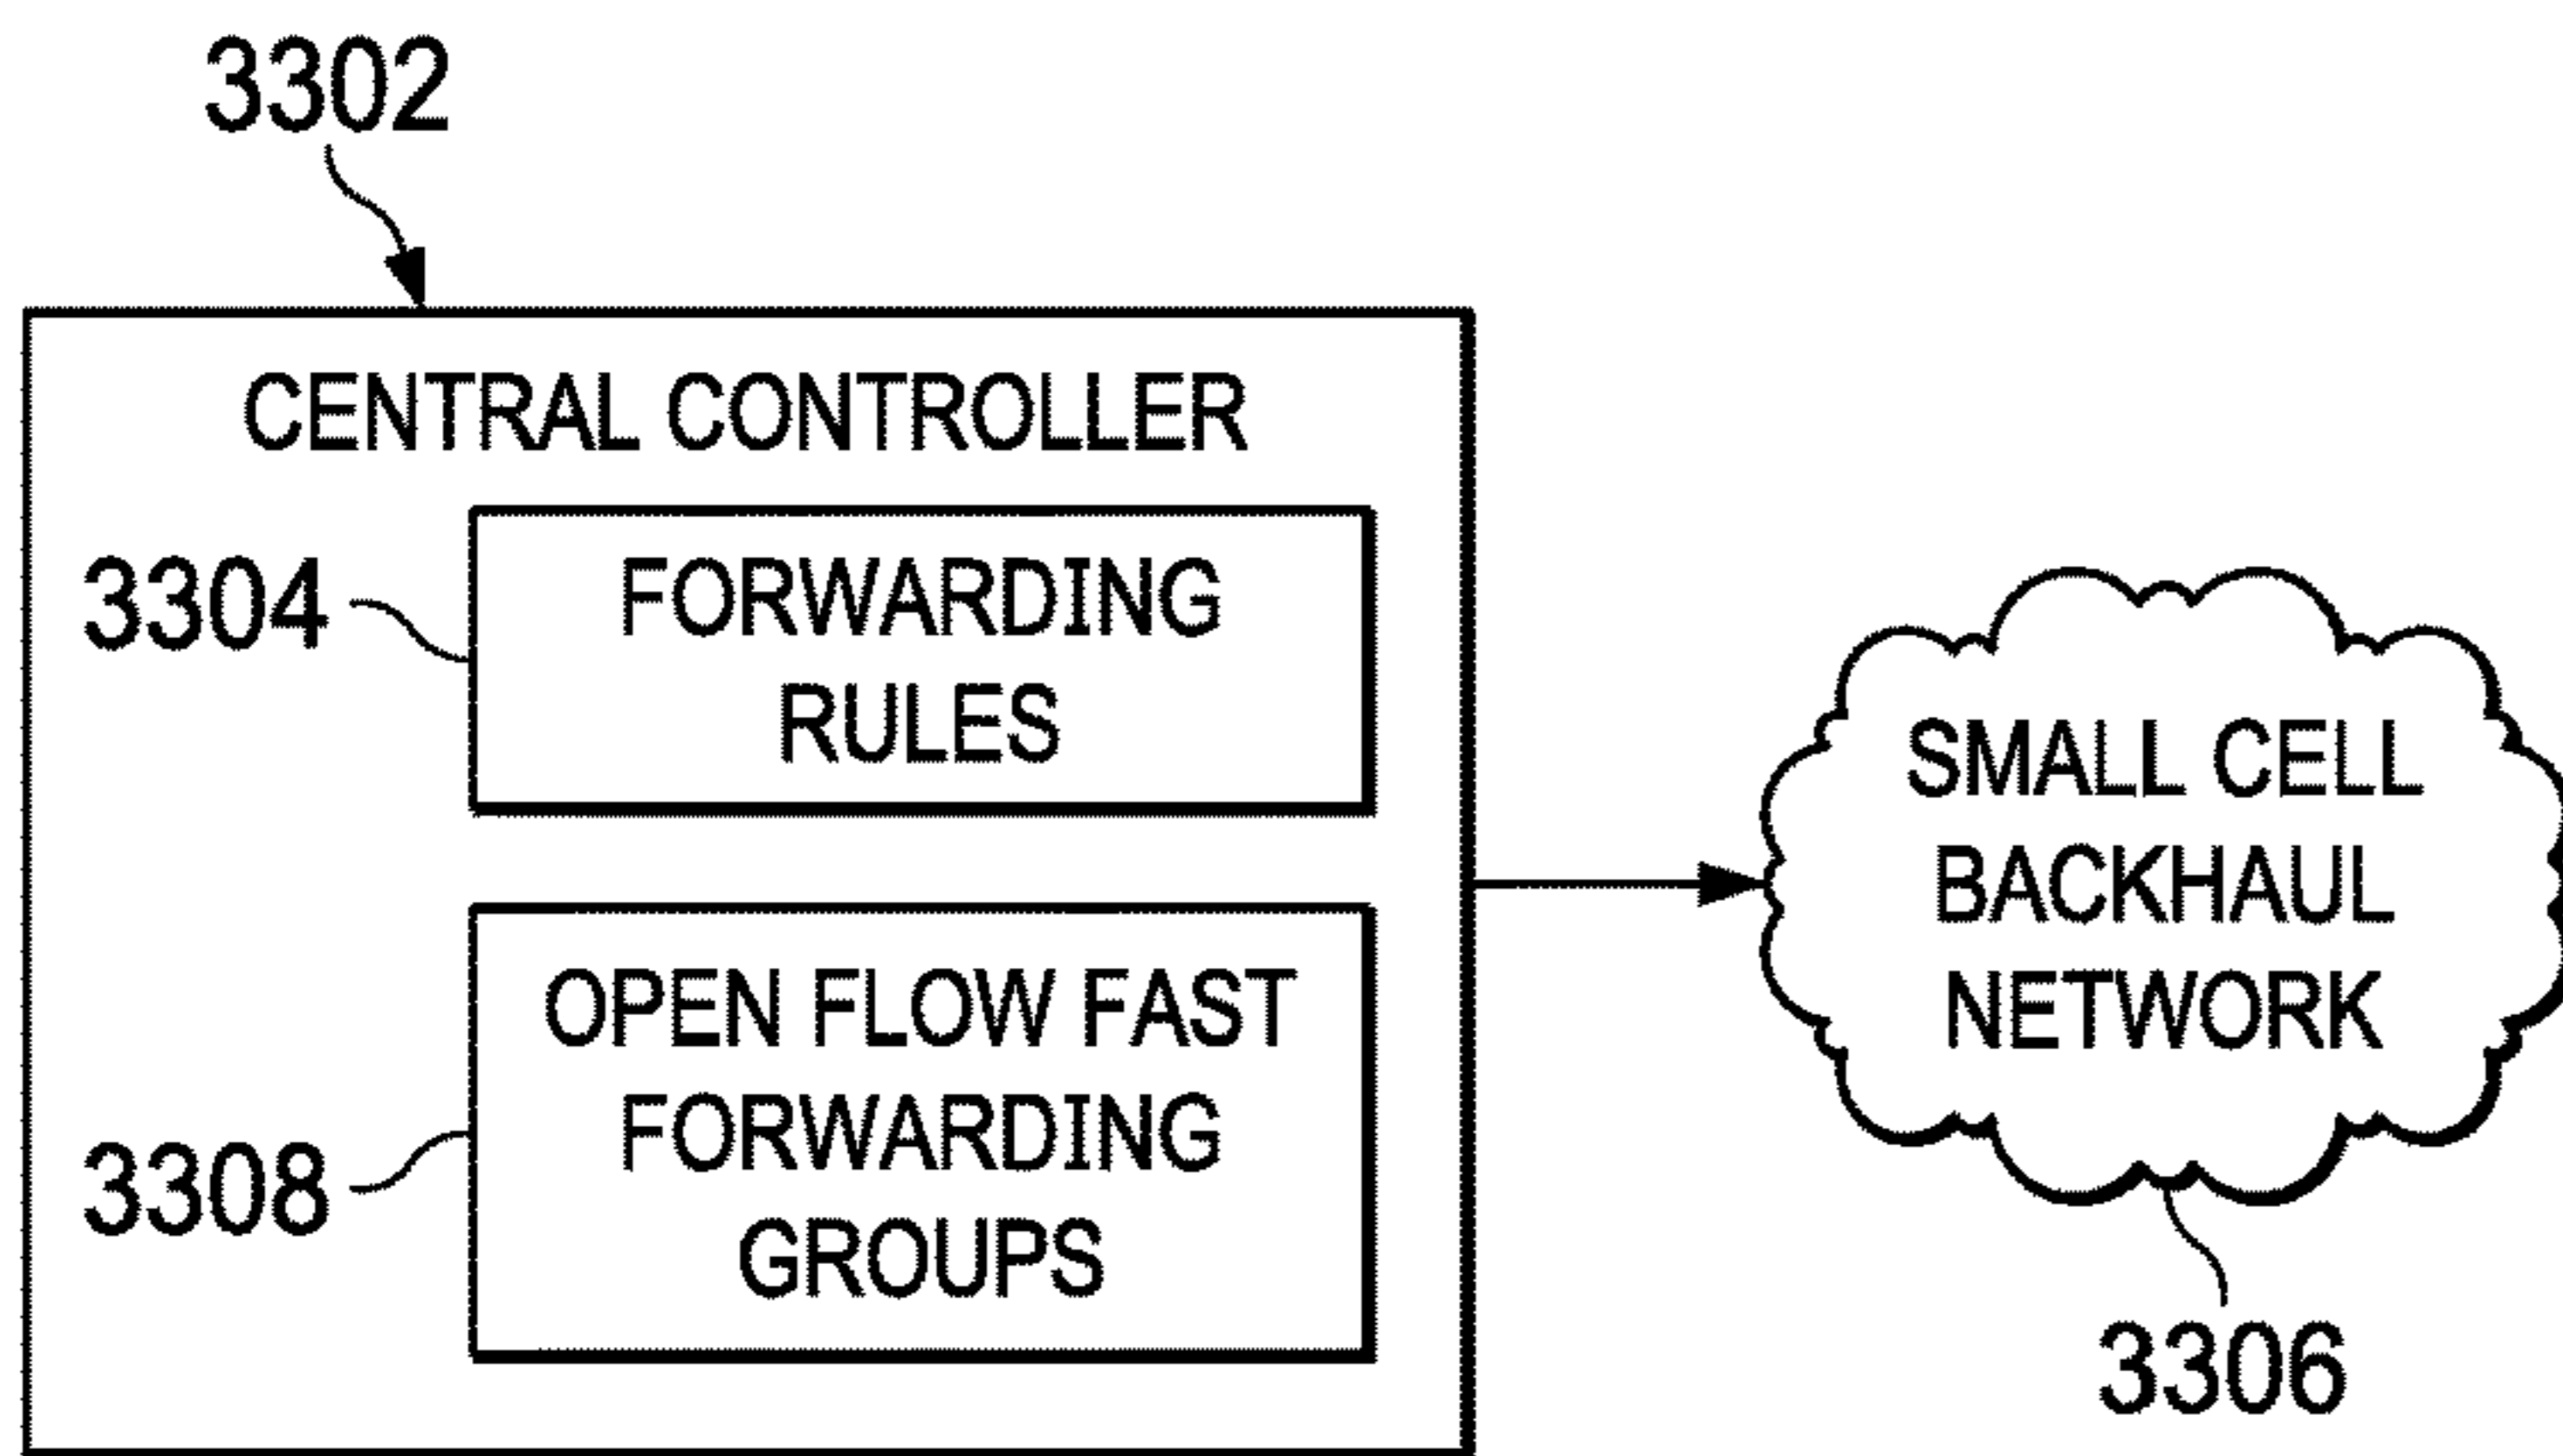 3302
CENTRAL CONTROLLER
3304
FORWARDING
RULES
3308
OPEN FLOW FAST
FORWARDING
GROUPS
SMALL CELL
BACKHAUL
NETWORK
3306